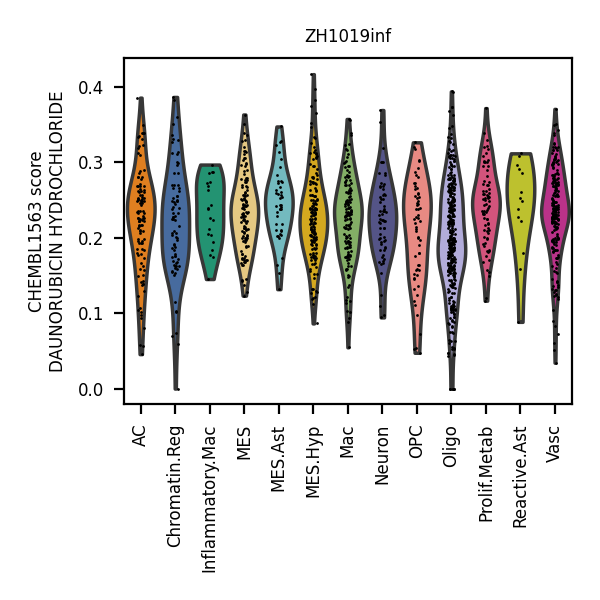 ZH1019inf
CHEMBL1563 score
DAUNORUBICIN HYDROCHLORIDE
0.4
0.3
0.2
0.1
0.0
AC
Chromatin.Reg
Inflammatory.Mac
MES
MES.Ast
MES.Hyp
Mac
Neuron
OPC
Oligo
Prolif.Metab
Reactive.Ast
Vasc